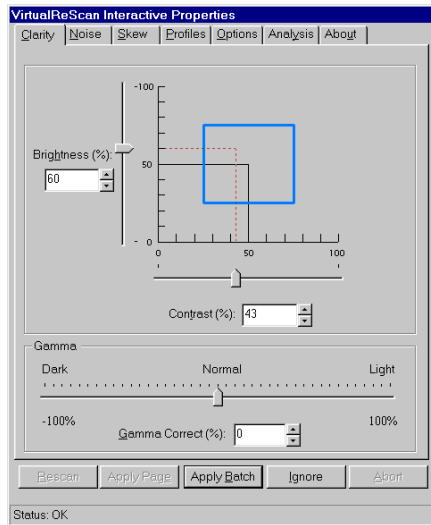 VirtualReScan Interactive Properties
Clarity Noise Skew Profiles Options Analysis About
-100
Brightness (%):
60
50
- 0
0 50 100
Contrast (%): 43
Gamma
Dark Normal Light
-100% 100%
Gamma Correct (%): 0
Rescan Apply Page Apply Batch Ignore Abort
Status: OK